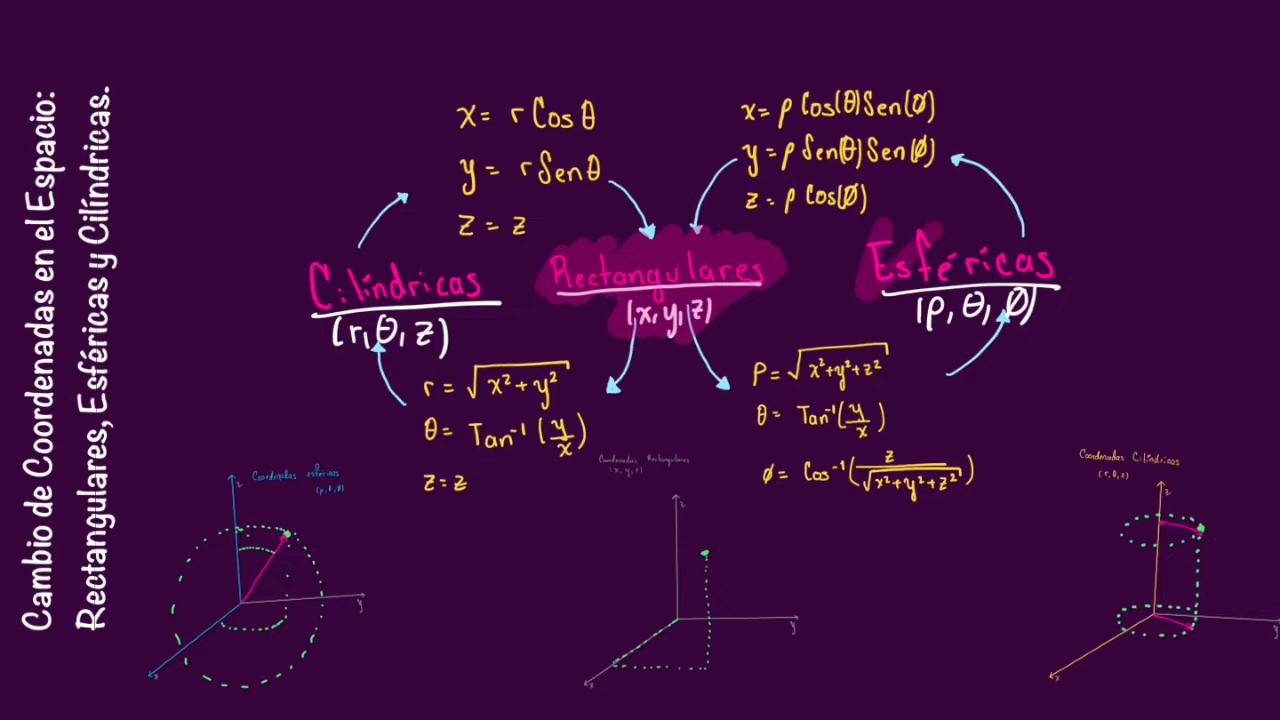 Cambio de Coordenadas en el Espacio:
Rectangulares, Esféricas y Cilíndricas.
x = r Cos θ
y = r Sen θ
z = z
x = ρ Cos(θ) Sen(Ø)
y = ρ Sen(θ) Sen(Ø)
z = ρ Cos(Ø)
Cilíndricas
(r, θ, z)
Rectangulares
(x, y, z)
Esféricas
(ρ, θ, Ø)
r = √x² + y²
θ = Tan⁻¹ (y/x)
z = z
ρ = √x² + y² + z²
θ = Tan⁻¹ (y/x)
Ø = Cos⁻¹ (z/√x² + y² + z²)
Coordenadas esféricas
(ρ, θ, Ø)
z
y
x
Coordenadas Rectangulares
(x, y, z)
z
y
x
Coordenadas Cilíndricas
(r, θ, z)
z
y
x